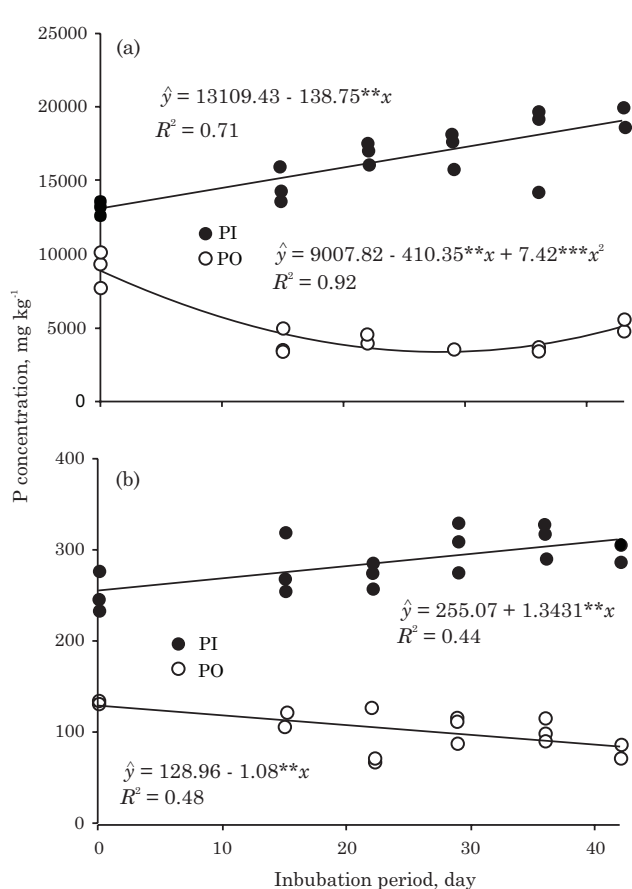 25000
(a)
ŷ = 13109.43 - 138.75**x
R² = 0.71
20000
15000
PI
PO
ŷ = 9007.82 - 410.35**x + 7.42***x²
R² = 0.92
10000
5000
0
P concentration, mg kg⁻¹
400
(b)
300
ŷ = 255.07 + 1.3431**x
R² = 0.44
200
PI
PO
100
ŷ = 128.96 - 1.08**x
R² = 0.48
0
0 10 20 30 40
Inbubation period, day